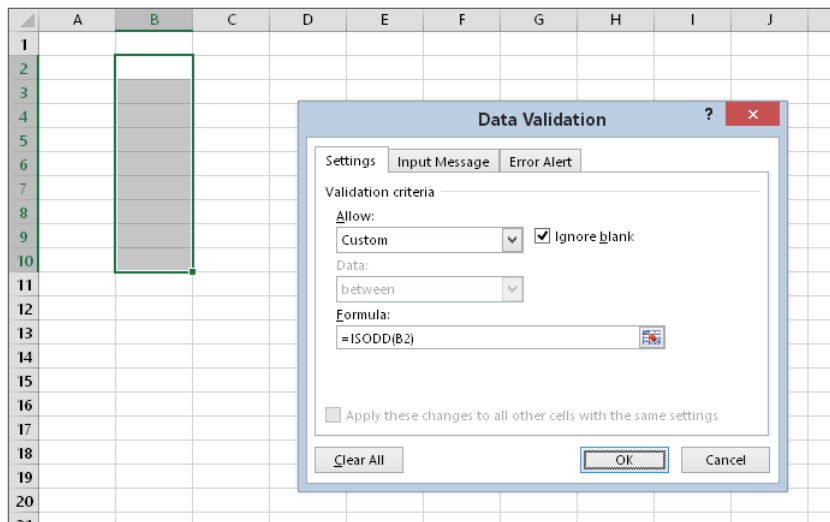 A B C D E F G H I J
1
2
3
4
5
6
7
8
9
10
11
12
13
14
15
16
17
18
19
20
21
Data Validation ?
Settings Input Message Error Alert
Validation criteria
Allow:
Custom Ignore blank
Data:
between
Formula:
=ISODD(B2)
Apply these changes to all other cells with the same settings
Clear All OK Cancel